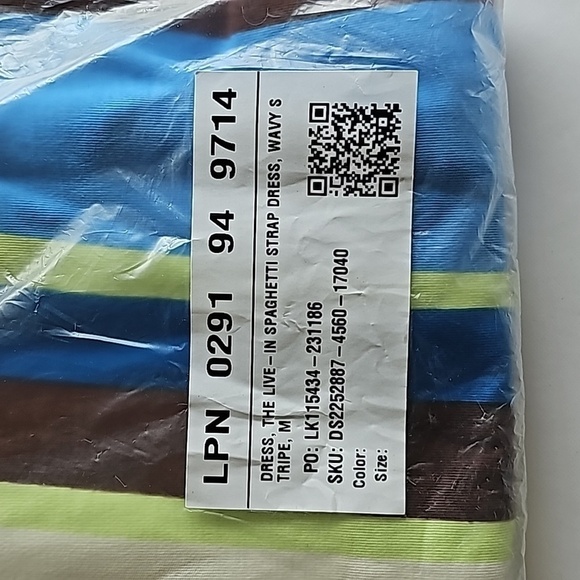 LPN 0291 94 9714
DRESS, THE LIVE-IN SPAGHETTI STRAP DRESS, WAVY S
TRIPE, M
PO: LK115434-231186
SKU: DS2252887-4560-17040
Color:
Size: